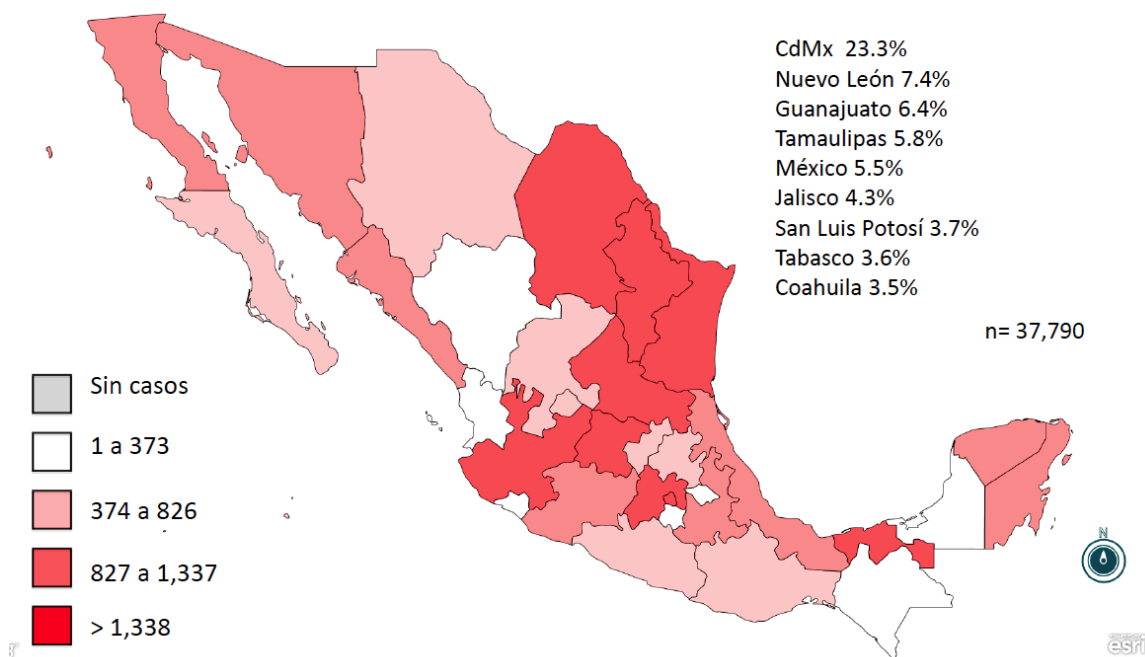 CdMx 23.3%
Nuevo León 7.4%
Guanajuato 6.4%
Tamaulipas 5.8%
México 5.5%
Jalisco 4.3%
San Luis Potosí 3.7%
Tabasco 3.6%
Coahuila 3.5%
n= 37,790
Sin casos
1 a 373
374 a 826
827 a 1,337
> 1,338
N
esri